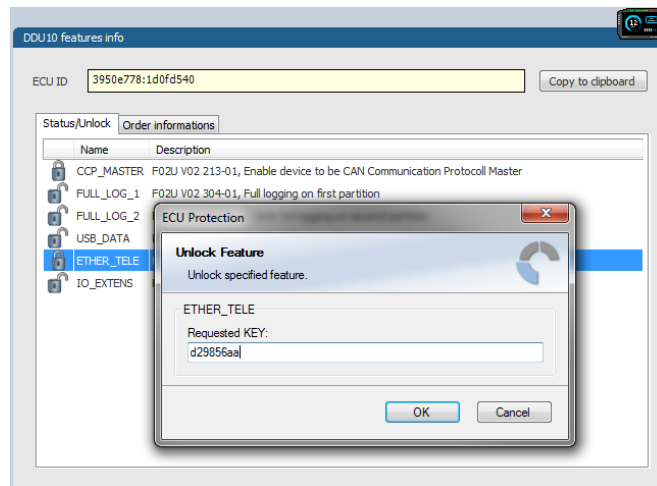 DDU10 features info
12
ECU ID 3950e778:1d0fd540 Copy to clipboard
Status/Unlock Order informations
Name Description
CCP_MASTER F02U V02 213-01, Enable device to be CAN Communication Protocoll Master
FULL_LOG_1 F02U V02 304-01, Full logging on first partition
FULL_LOG_2
ECU Protection
USB_DATA
Unlock Feature
ETHER_TELE
Unlock specified feature.
IO_EXTENS
ETHER_TELE
Requested KEY:
d29856aa
OK Cancel